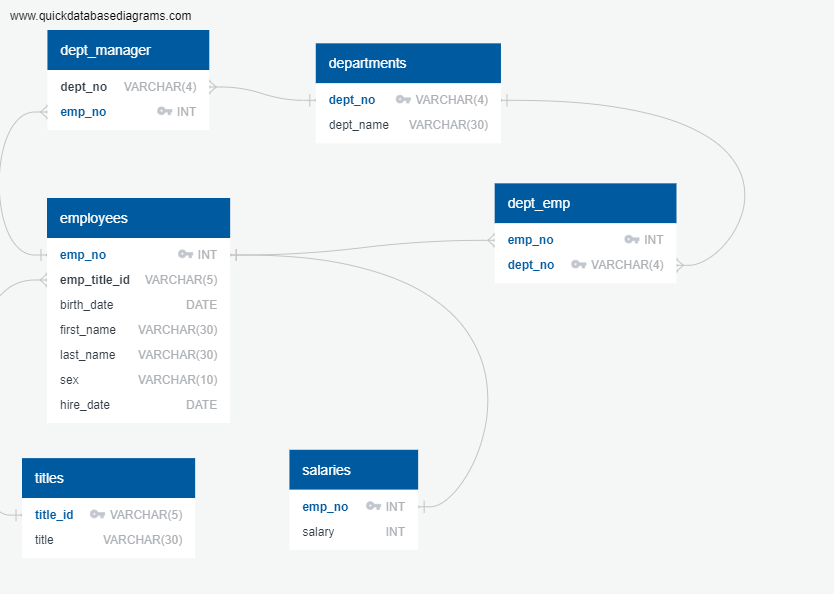 www.quickdatabasediagrams.com
dept_manager
dept_no VARCHAR(4)
emp_no INT
departments
dept_no VARCHAR(4)
dept_name VARCHAR(30)
employees
emp_no INT
emp_title_id VARCHAR(5)
birth_date DATE
first_name VARCHAR(30)
last_name VARCHAR(30)
sex VARCHAR(10)
hire_date DATE
dept_emp
emp_no INT
dept_no VARCHAR(4)
titles
title_id VARCHAR(5)
title VARCHAR(30)
salaries
emp_no INT
salary INT